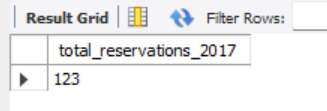 Result Grid Filter Rows:
total_reservations_2017
123